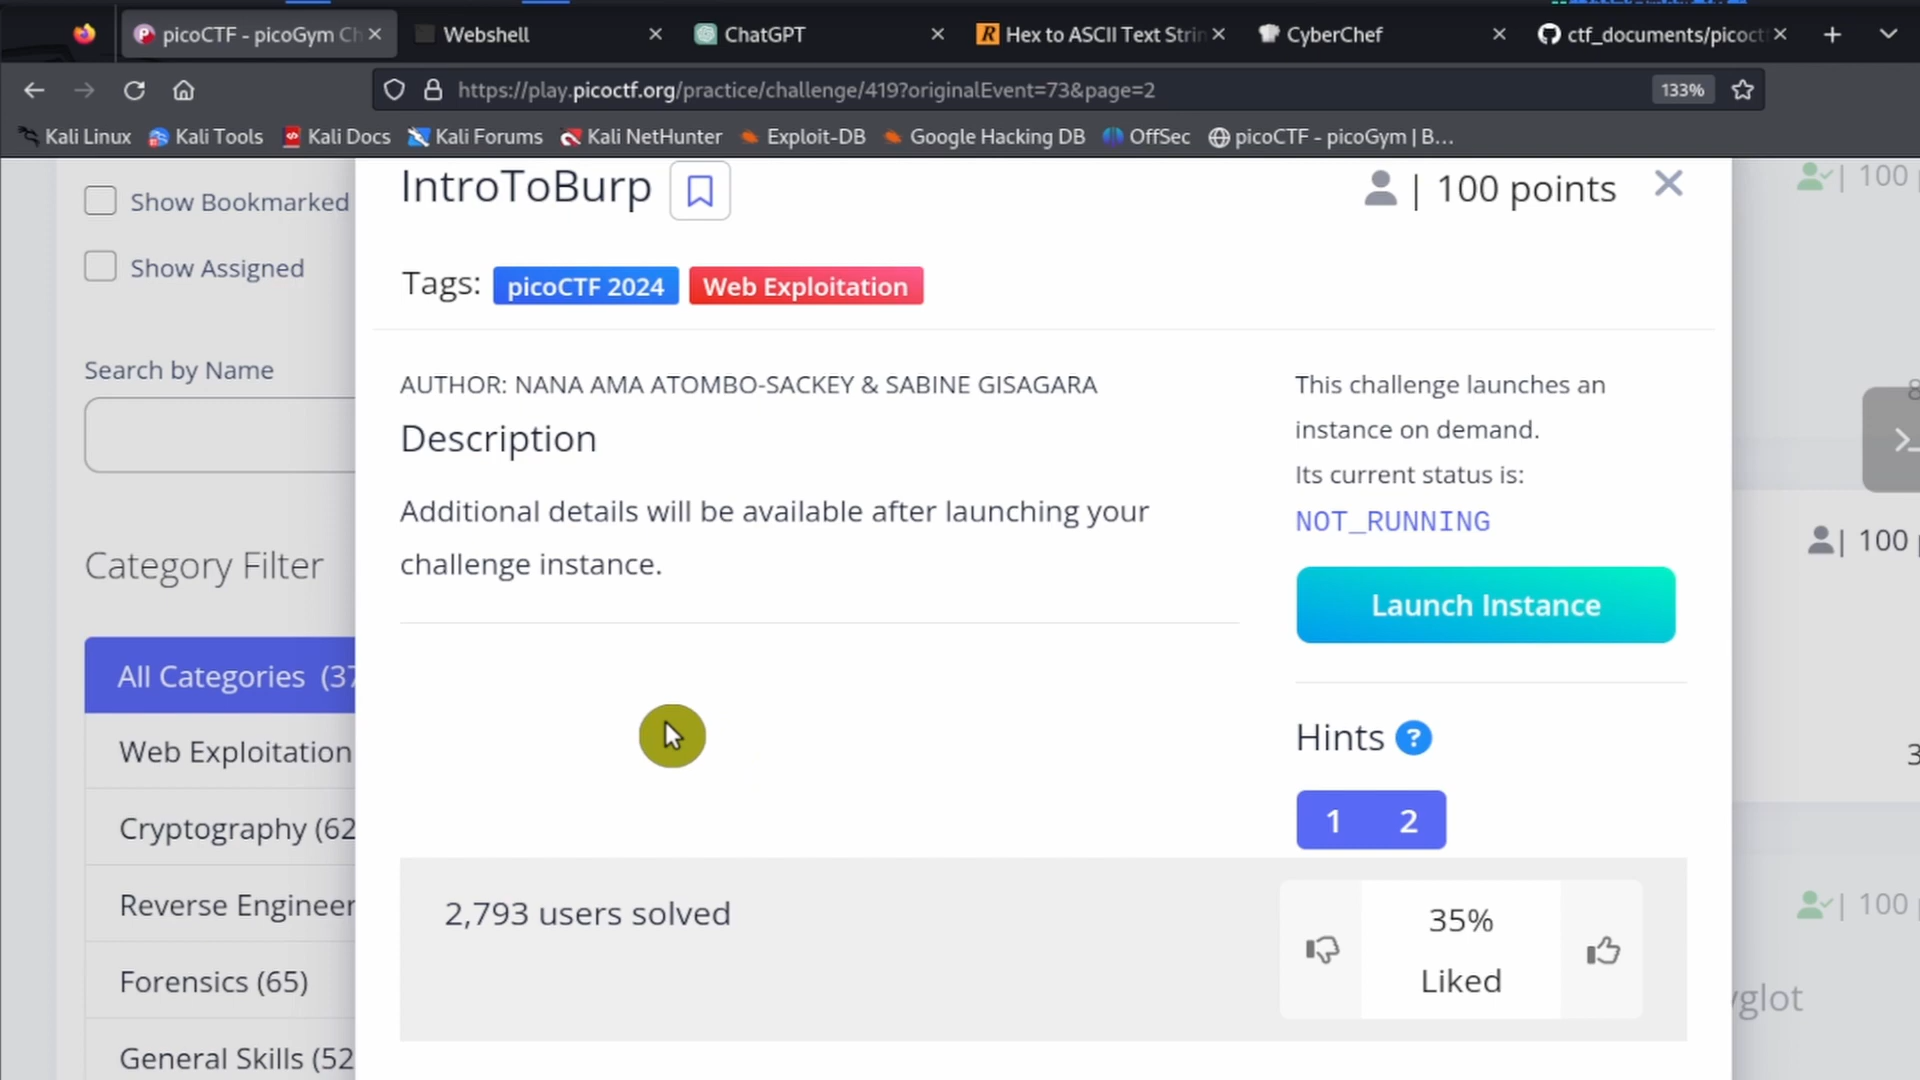 picoCTF - picoGym Ch
Webshell
ChatGPT
Hex to ASCII Text Strin
CyberChef
ctf_documents/picoct
https://play.picoctf.org/practice/challenge/419?originalEvent=73&page=2
133%
Kali Linux
Kali Tools
Kali Docs
Kali Forums
Kali NetHunter
Exploit-DB
Google Hacking DB
OffSec
picoCTF - picoGym | B...
Show Bookmarked
Show Assigned
Search by Name
Category Filter
All Categories (37
Web Exploitation
Cryptography (62
Reverse Engineer
Forensics (65)
General Skills (52
IntroToBurp
| 100 points
Tags: picoCTF 2024 Web Exploitation
AUTHOR: NANA AMA ATOMBO-SACKEY & SABINE GISAGARA
Description
Additional details will be available after launching your
challenge instance.
This challenge launches an
instance on demand.
Its current status is:
NOT_RUNNING
Launch Instance
Hints ?
1 2
2,793 users solved
35%
Liked
| 100
8
| 100
3
| 100
glot